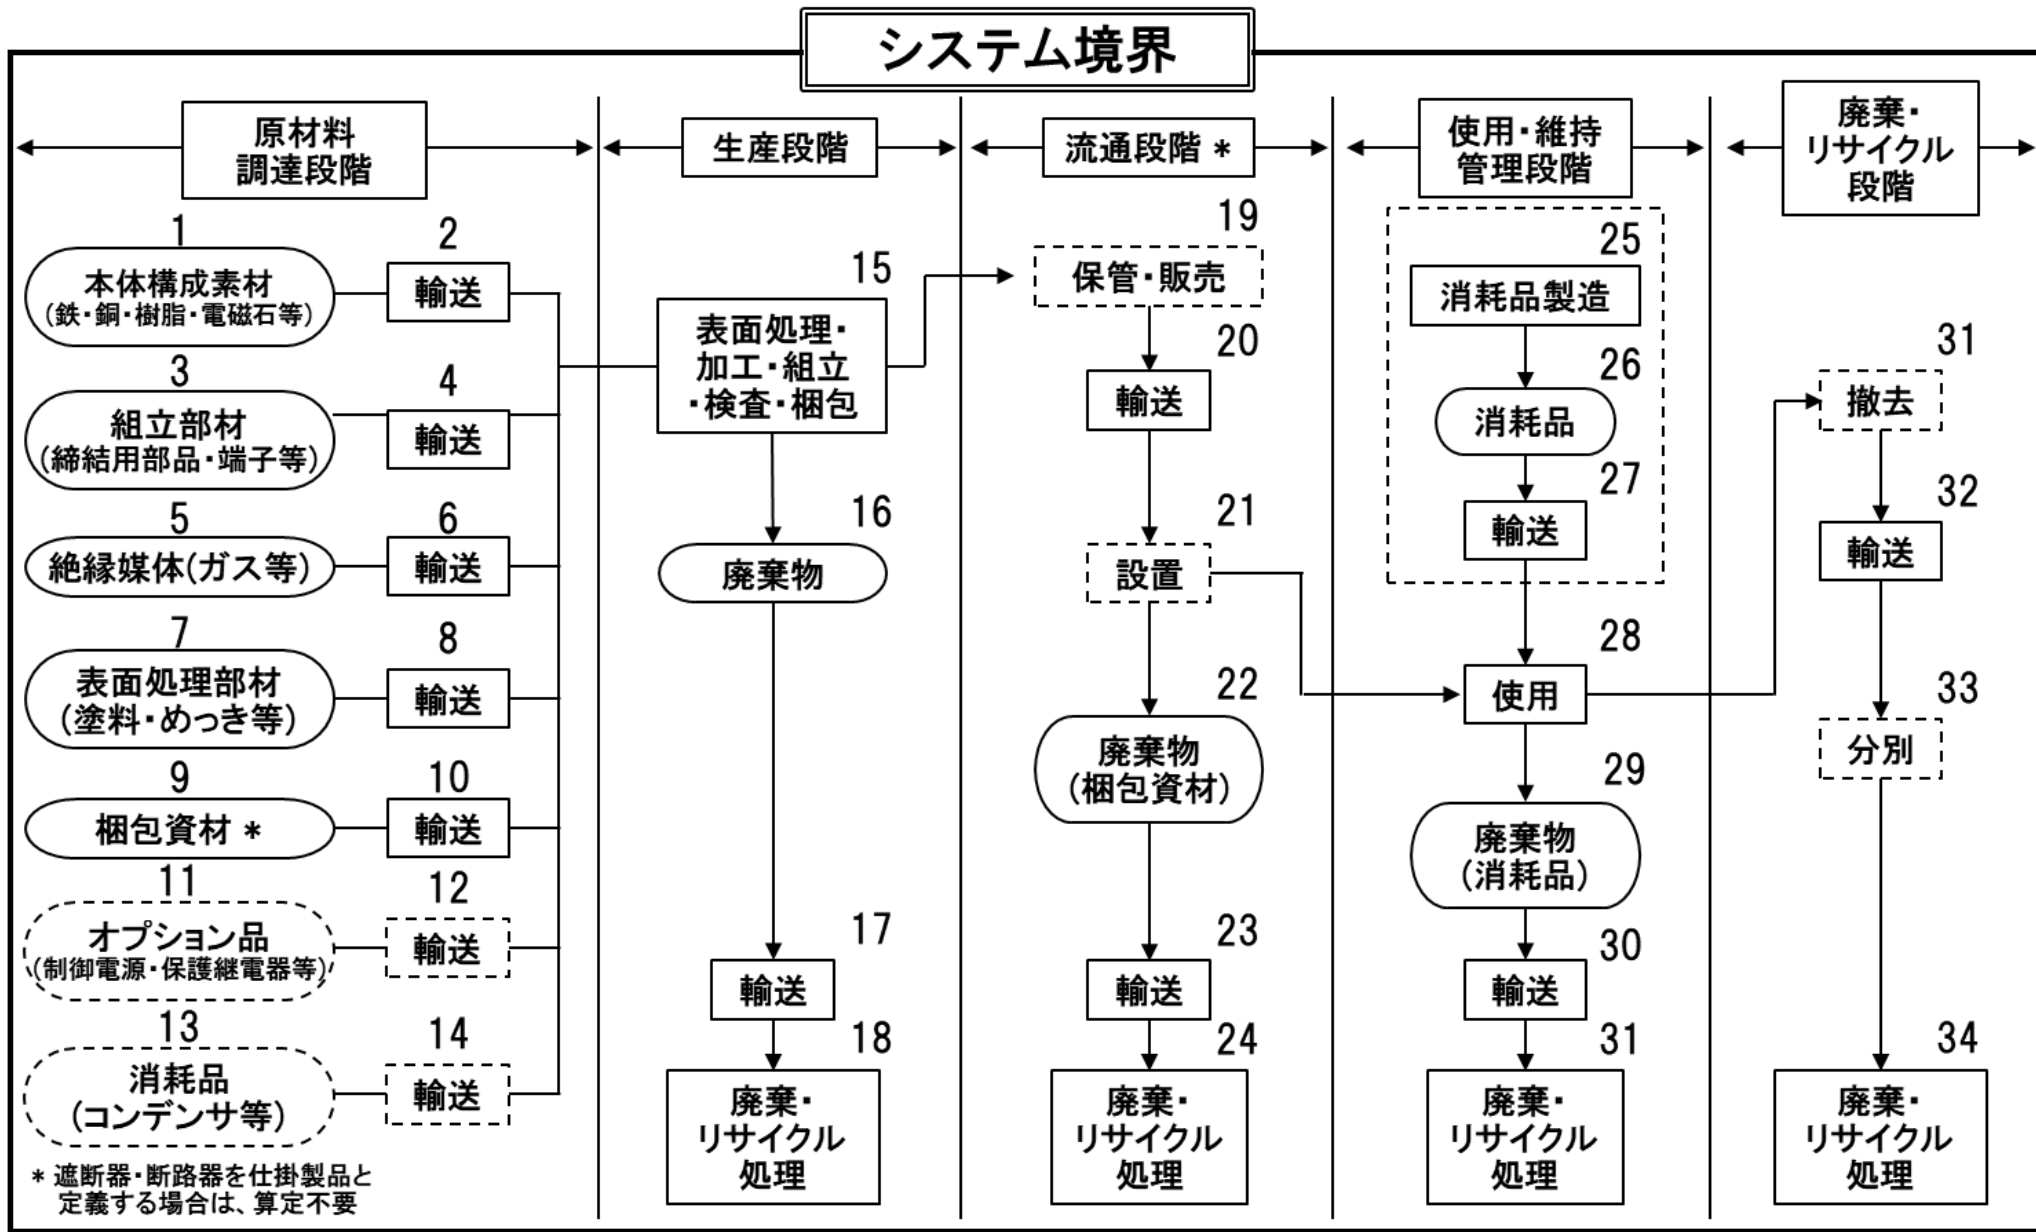 システム境界
原材料
調達段階
生産段階
流通段階 *
使用・維持
管理段階
廃棄・
リサイクル
段階
1
本体構成素材
(鉄・銅・樹脂・電磁石等)
2
輸送
3
組立部材
(締結用部品・端子等)
4
輸送
5
絶縁媒体(ガス等)
6
輸送
7
表面処理部材
(塗料・めっき等)
8
輸送
9
梱包資材 *
10
輸送
11
オプション品
(制御電源・保護継電器等)
12
輸送
13
消耗品
(コンデンサ等)
14
輸送
* 遮断器・断路器を仕掛製品と
定義する場合は、算定不要
15
表面処理・
加工・組立
・検査・梱包
16
廃棄物
17
輸送
18
廃棄・
リサイクル
処理
19
保管・販売
20
輸送
21
設置
22
廃棄物
(梱包資材)
23
輸送
24
廃棄・
リサイクル
処理
25
消耗品製造
26
消耗品
27
輸送
28
使用
29
廃棄物
(消耗品)
30
輸送
31
廃棄・
リサイクル
処理
31
撤去
32
輸送
33
分別
34
廃棄・
リサイクル
処理